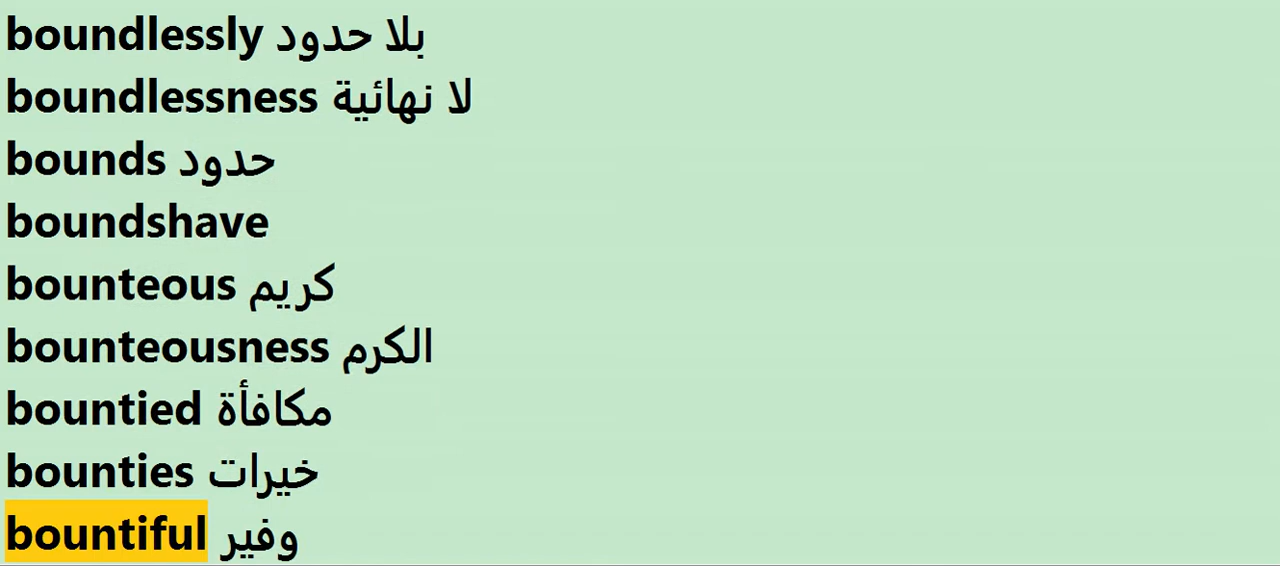 boundlessly بلا حدود
boundlessness لا نهائية
bounds حدود
boundshave
bounteous كريم
bounteousness الكرم
bountied مكافأة
bounties خيرات
bountiful وفير